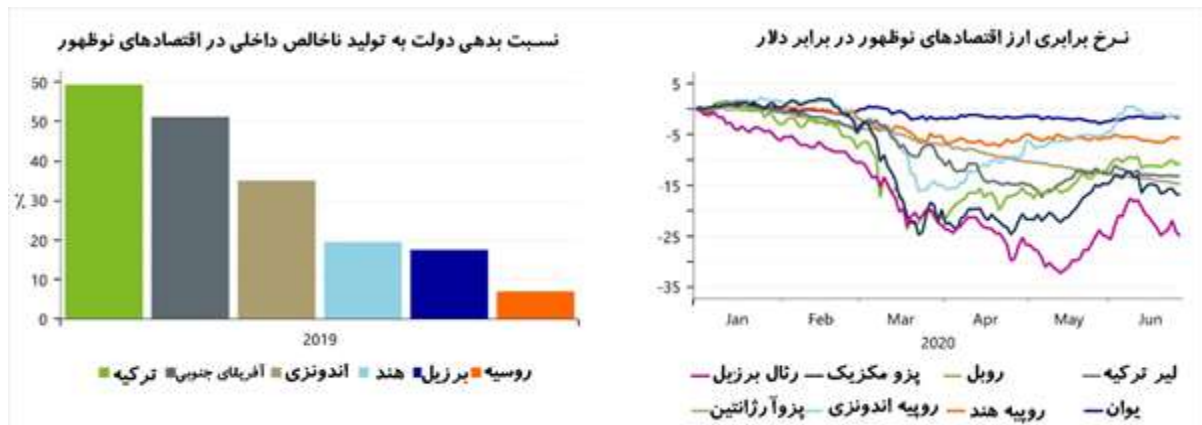 نسبت بدهی دولت به تولید ناخالص داخلی در اقتصادهای نوظهور
60
50
40
30
20
10
0
%
2019
ترکیه
آفریقای جنوبی
اندونزی
هند
برزیل
روسیه
نرخ برابری ارز اقتصادهای نوظهور در برابر دلار
5
-5
-15
-25
-35
Jan Feb Mar Apr May Jun
2020
رئال برزیل پزو مکزیک روبل لیر ترکیه
پزوآرژانتین روپیه اندونزی روپیه هند یوان